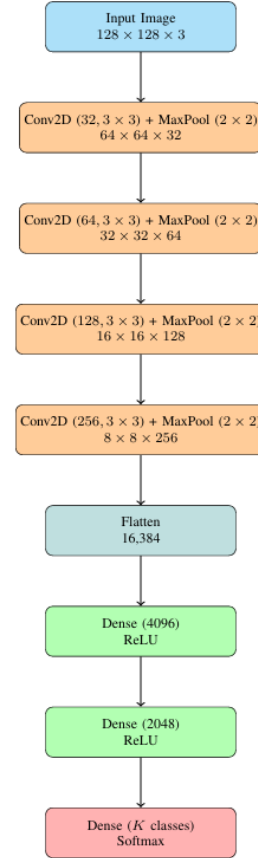 Input Image
128 × 128 × 3
Conv2D (32, 3 × 3) + MaxPool (2 × 2)
64 × 64 × 32
Conv2D (64, 3 × 3) + MaxPool (2 × 2)
32 × 32 × 64
Conv2D (128, 3 × 3) + MaxPool (2 × 2)
16 × 16 × 128
Conv2D (256, 3 × 3) + MaxPool (2 × 2)
8 × 8 × 256
Flatten
16,384
Dense (4096)
ReLU
Dense (2048)
ReLU
Dense (K classes)
Softmax